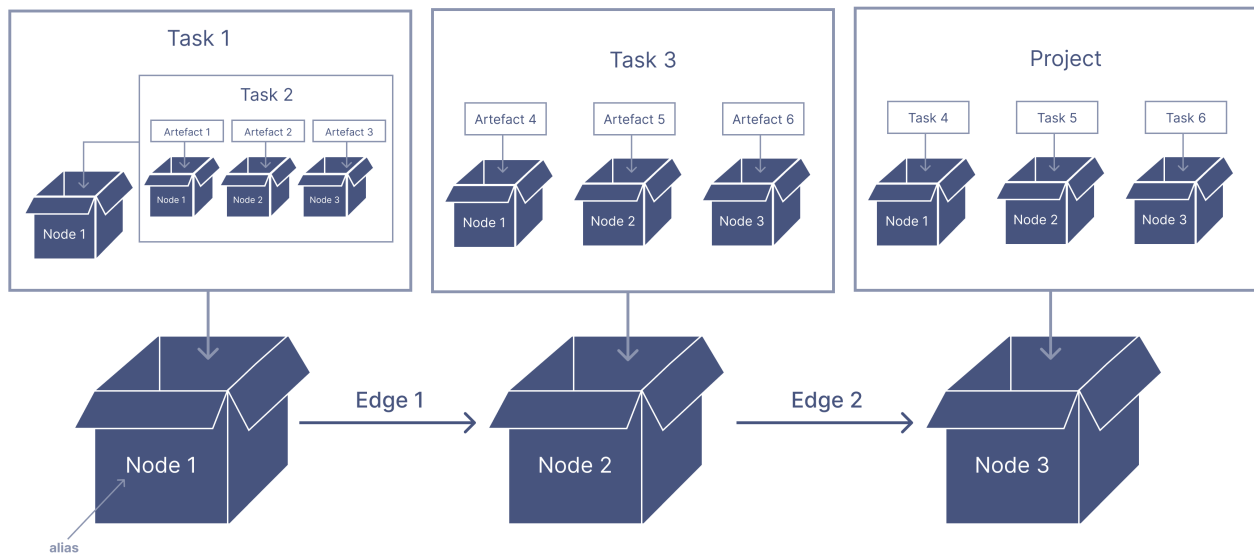 Task 1
Task 2
Artefact 1
Artefact 2
Artefact 3
Node 1
Node 1
Node 2
Node 3
Task 3
Artefact 4
Artefact 5
Artefact 6
Node 1
Node 2
Node 3
Project
Task 4
Task 5
Task 6
Node 1
Node 2
Node 3
Edge 1
Edge 2
Node 1
Node 2
Node 3
alias